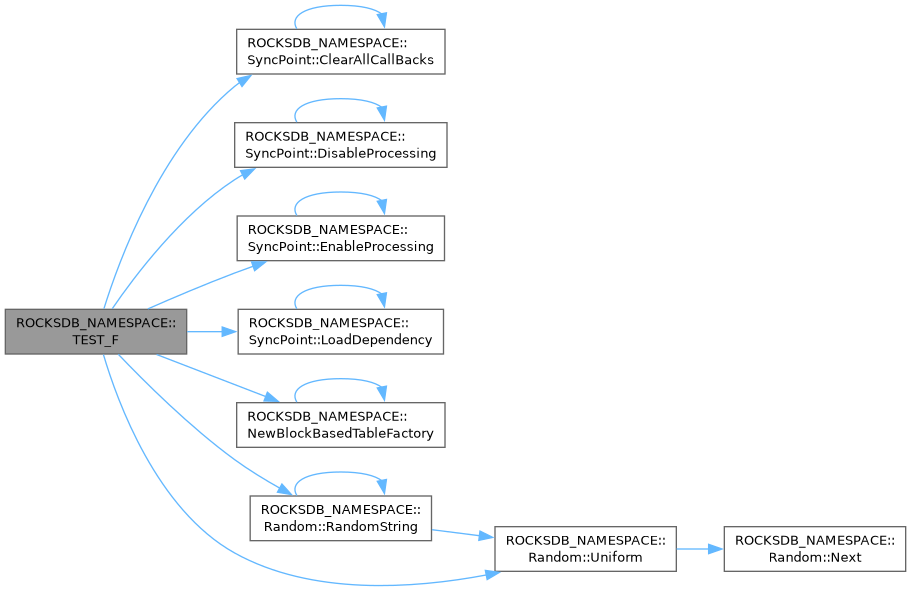 ROCKSDB_NAMESPACE::
SyncPoint::ClearAllCallBacks
ROCKSDB_NAMESPACE::
SyncPoint::DisableProcessing
ROCKSDB_NAMESPACE::
SyncPoint::EnableProcessing
ROCKSDB_NAMESPACE::
TEST_F
ROCKSDB_NAMESPACE::
SyncPoint::LoadDependency
ROCKSDB_NAMESPACE::
NewBlockBasedTableFactory
ROCKSDB_NAMESPACE::
Random::RandomString
ROCKSDB_NAMESPACE::
Random::Uniform
ROCKSDB_NAMESPACE::
Random::Next